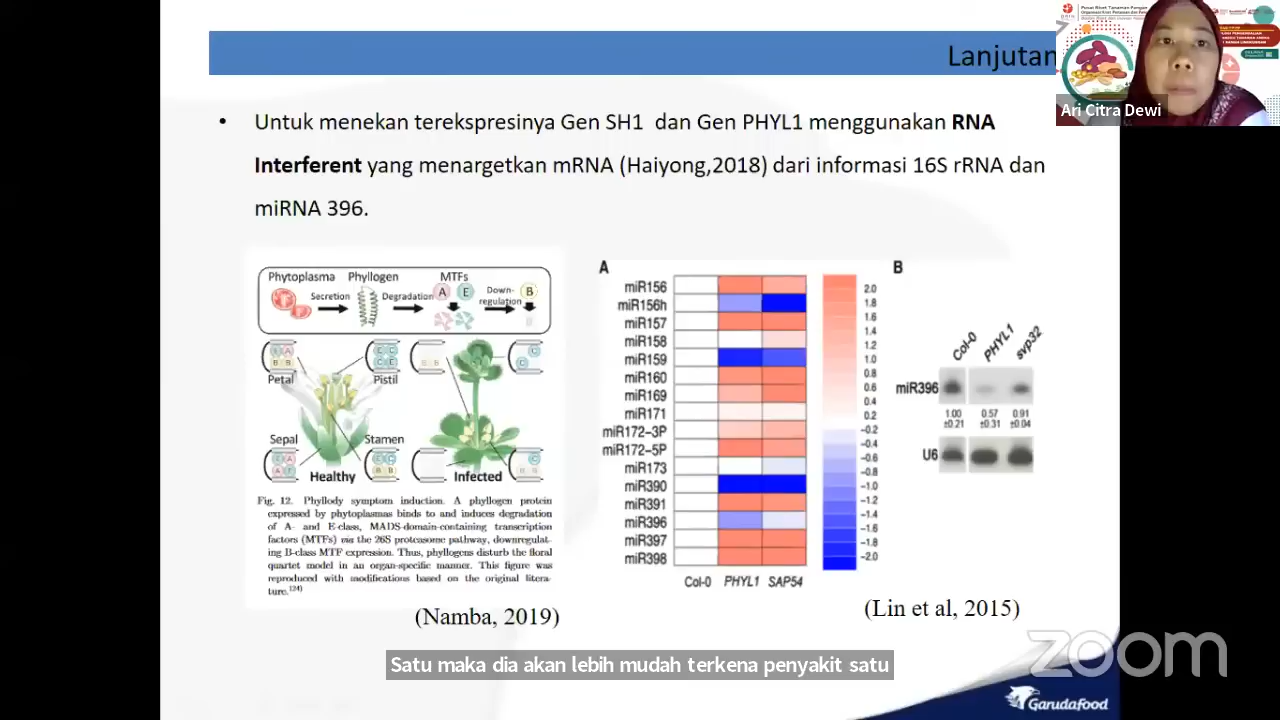 Lanjutan
• Untuk menekan terekspresinya Gen SH1 dan Gen PHYL1 menggunakan RNA
Interferent yang menargetkan mRNA (Haiyong,2018) dari informasi 16S rRNA dan
miRNA 396.
Phytoplasma Phyllogen MTFs
Secretion Degradation A E Down-regulation B
Petal Pistil
Sepal Stamen
Healthy Infected
Fig. 12. Phyllody symptom induction. A phyllogen protein
expressed by phytoplasmas binds to and induces degradation
of A- and E-class, MADS-domain-containing transcription
factors (MTFs) via the 26S proteasome pathway, downregulat-
ing B-class MTF expression. Thus, phyllogens disturb the floral
quartet model in an organ-specific manner. This figure was
reproduced with modifications based on the original litera-
ture.124)
(Namba, 2019)
A
miR156
miR156h
miR157
miR158
miR159
miR160
miR169
miR171
miR172-3P
miR172-5P
miR173
miR390
miR391
miR396
miR397
miR398
Col-0 PHYL1 SAP54
2.0
1.8
1.6
1.4
1.2
1.0
0.8
0.6
0.4
0.2
-0.2
-0.4
-0.6
-0.8
-1.0
-1.2
-1.4
-1.6
-1.8
-2.0
B
Col-0 PHYL1 svp32
miR396
1.00 0.57 0.91
±0.21 ±0.31 ±0.04
U6
(Lin et al, 2015)
Ari Citra Dewi
Satu maka dia akan lebih mudah terkena penyakit satu
zoom
Garudafood